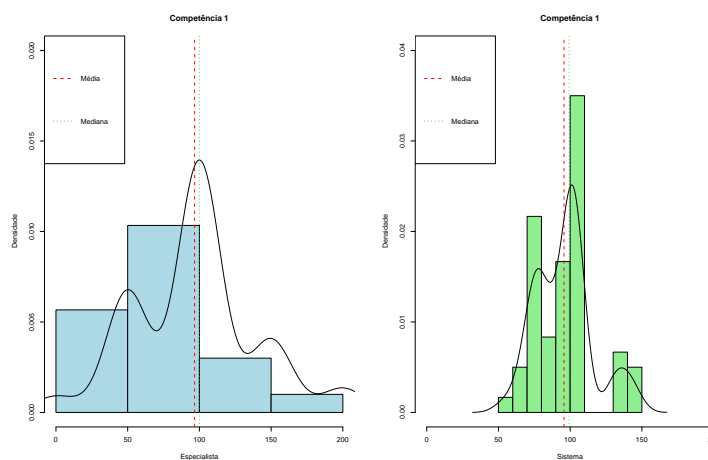 Competência 1
0.020
0.015
0.010
0.005
0.000
Densidade
Média
Mediana
0
50
100
150
200
Especialista
Competência 1
0.04
0.03
0.02
0.01
0.00
Densidade
Média
Mediana
0
50
100
150
Sistema